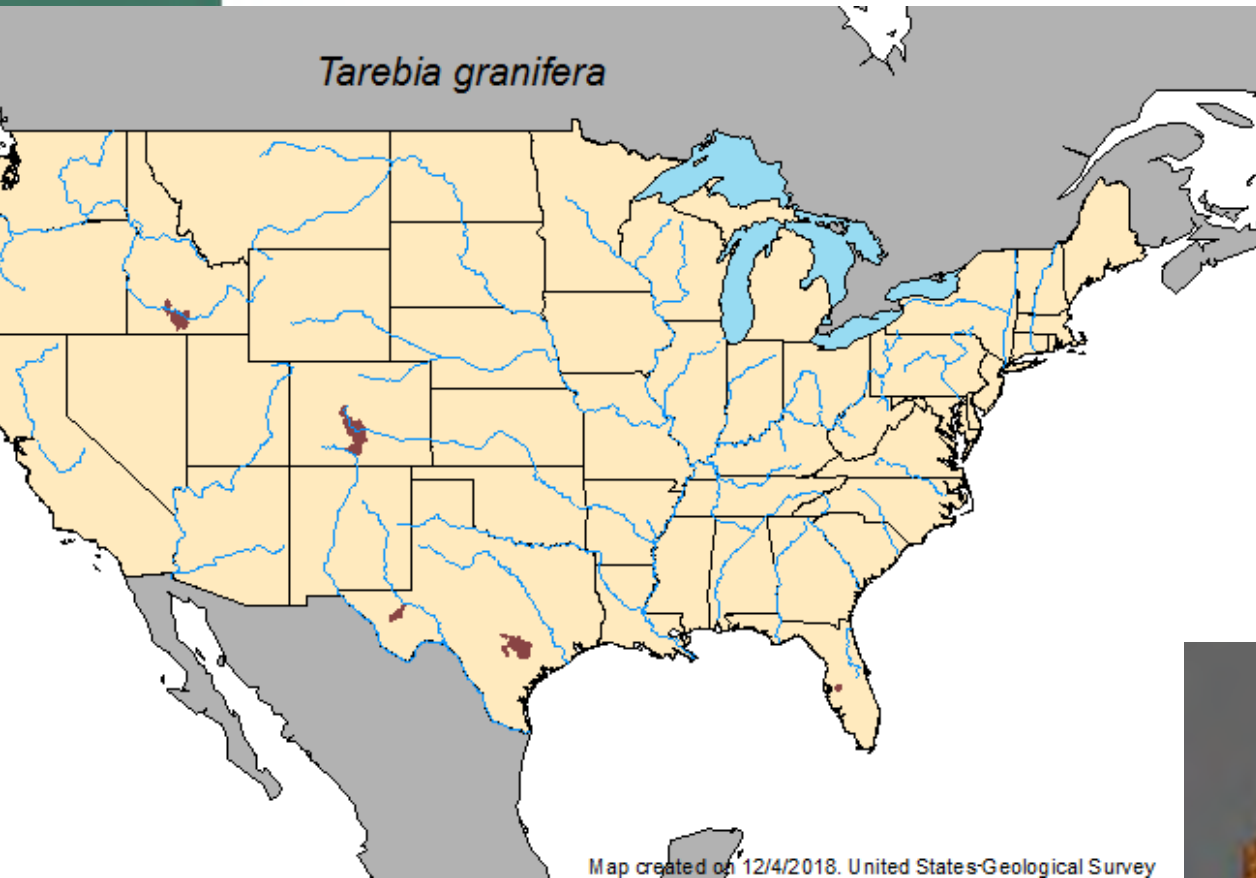 Tarebia granifera
Map created on 12/4/2018. United States Geological Survey